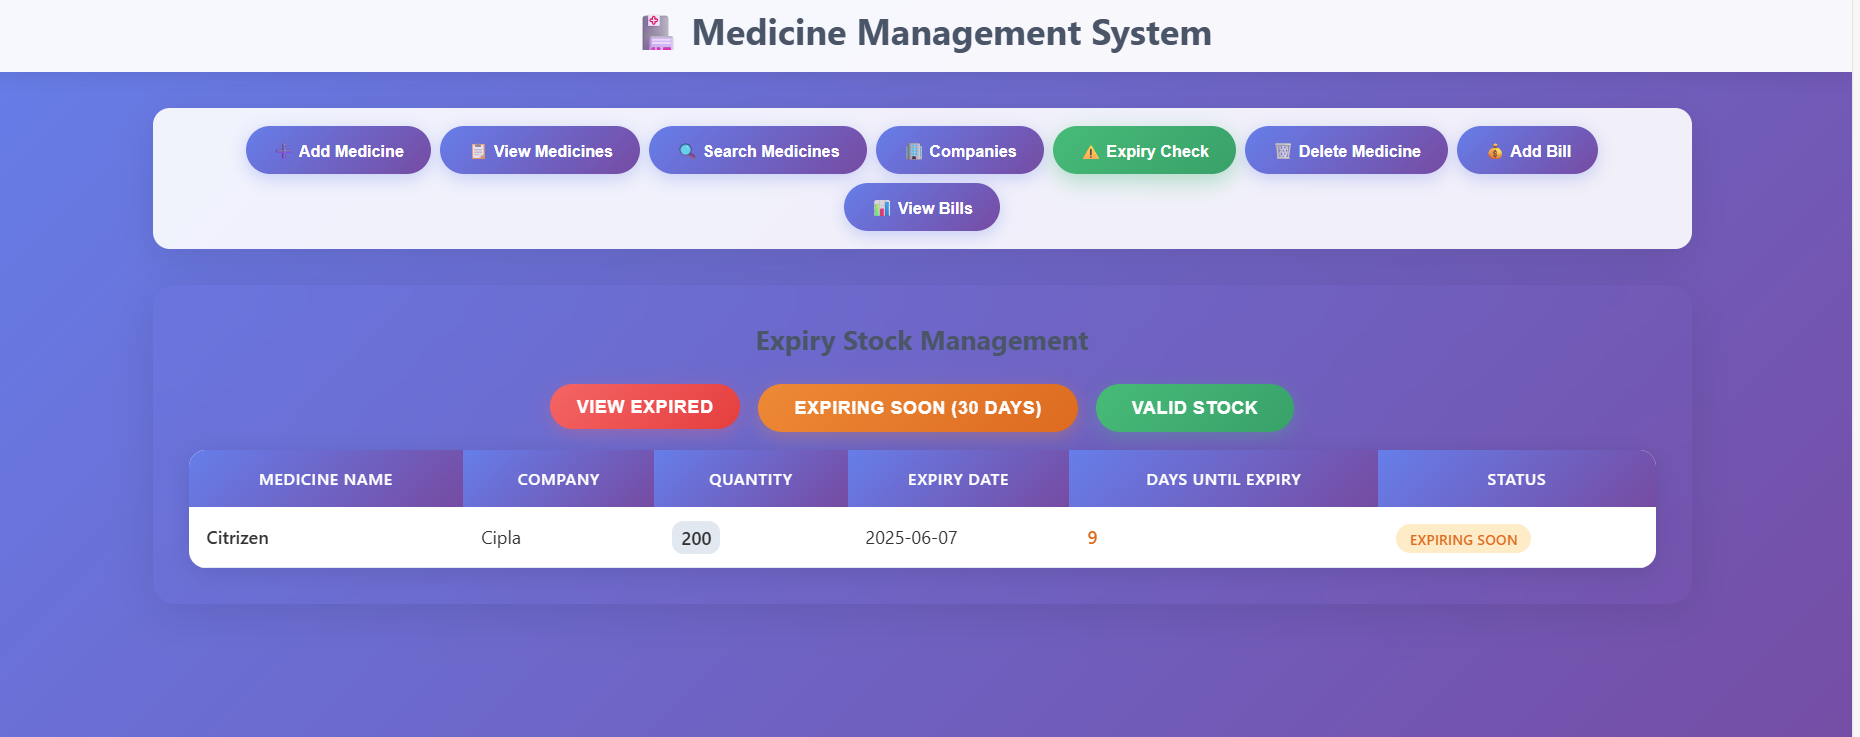 Medicine Management System
Add Medicine
View Medicines
Search Medicines
Companies
Expiry Check
Delete Medicine
Add Bill
View Bills
Expiry Stock Management
VIEW EXPIRED
EXPIRING SOON (30 DAYS)
VALID STOCK
MEDICINE NAME COMPANY QUANTITY EXPIRY DATE DAYS UNTIL EXPIRY STATUS
Citrizen Cipla 200 2025-06-07 9 EXPIRING SOON